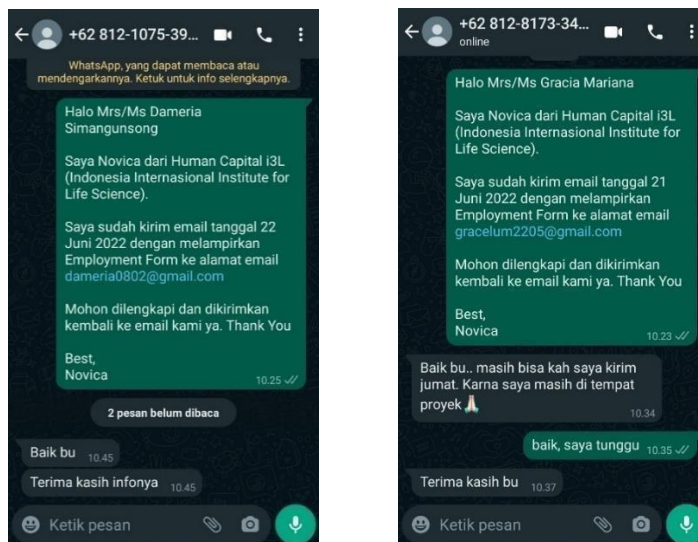 +62 812-1075-39...
WhatsApp, yang dapat membaca atau
mendengarkannya. Ketuk untuk info selengkapnya.
Halo Mrs/Ms Dameria
Simangunsong
Saya Novica dari Human Capital i3L
(Indonesia Internasional Institute for
Life Science).
Saya sudah kirim email tanggal 22
Juni 2022 dengan melampirkan
Employment Form ke alamat email
dameria0802@gmail.com
Mohon dilengkapi dan dikirimkan
kembali ke email kami ya. Thank You
Best,
Novica
10.25
2 pesan belum dibaca
Baik bu 10.45
Terima kasih infonya 10.45
Ketik pesan
+62 812-8173-34...
online
Halo Mrs/Ms Gracia Mariana
Saya Novica dari Human Capital i3L
(Indonesia Internasional Institute for
Life Science).
Saya sudah kirim email tanggal 21
Juni 2022 dengan melampirkan
Employment Form ke alamat email
gracelum2205@gmail.com
Mohon dilengkapi dan dikirimkan
kembali ke email kami ya. Thank You
Best,
Novica
10.23
Baik bu.. masih bisa kah saya kirim
jumat. Karna saya masih di tempat
proyek🙏🏻
10.34
baik, saya tunggu 10.35
Terima kasih bu 10.37
Ketik pesan